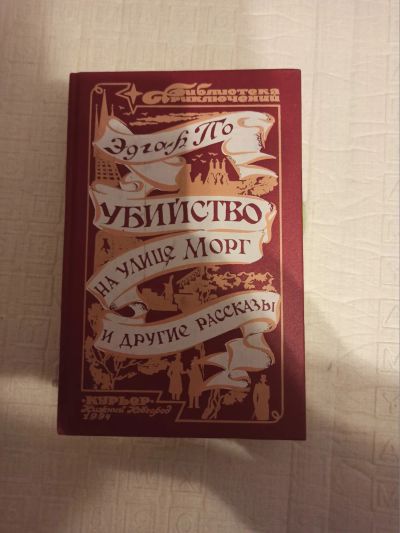 Библиотека
приключений
Эдгар По
УБИЙСТВО
НА УЛИЦЕ МОРГ
И ДРУГИЕ РАССКАЗЫ
•КУРЬЕР•
Нижний Новгород
1994